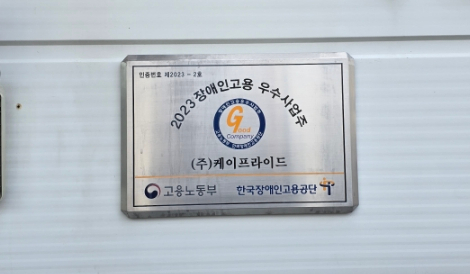 인증번호 제2023 - 2호
2023 장애인고용 우수사업주
Good
Company
(주)케이프라이드
고용노동부 한국장애인고용공단